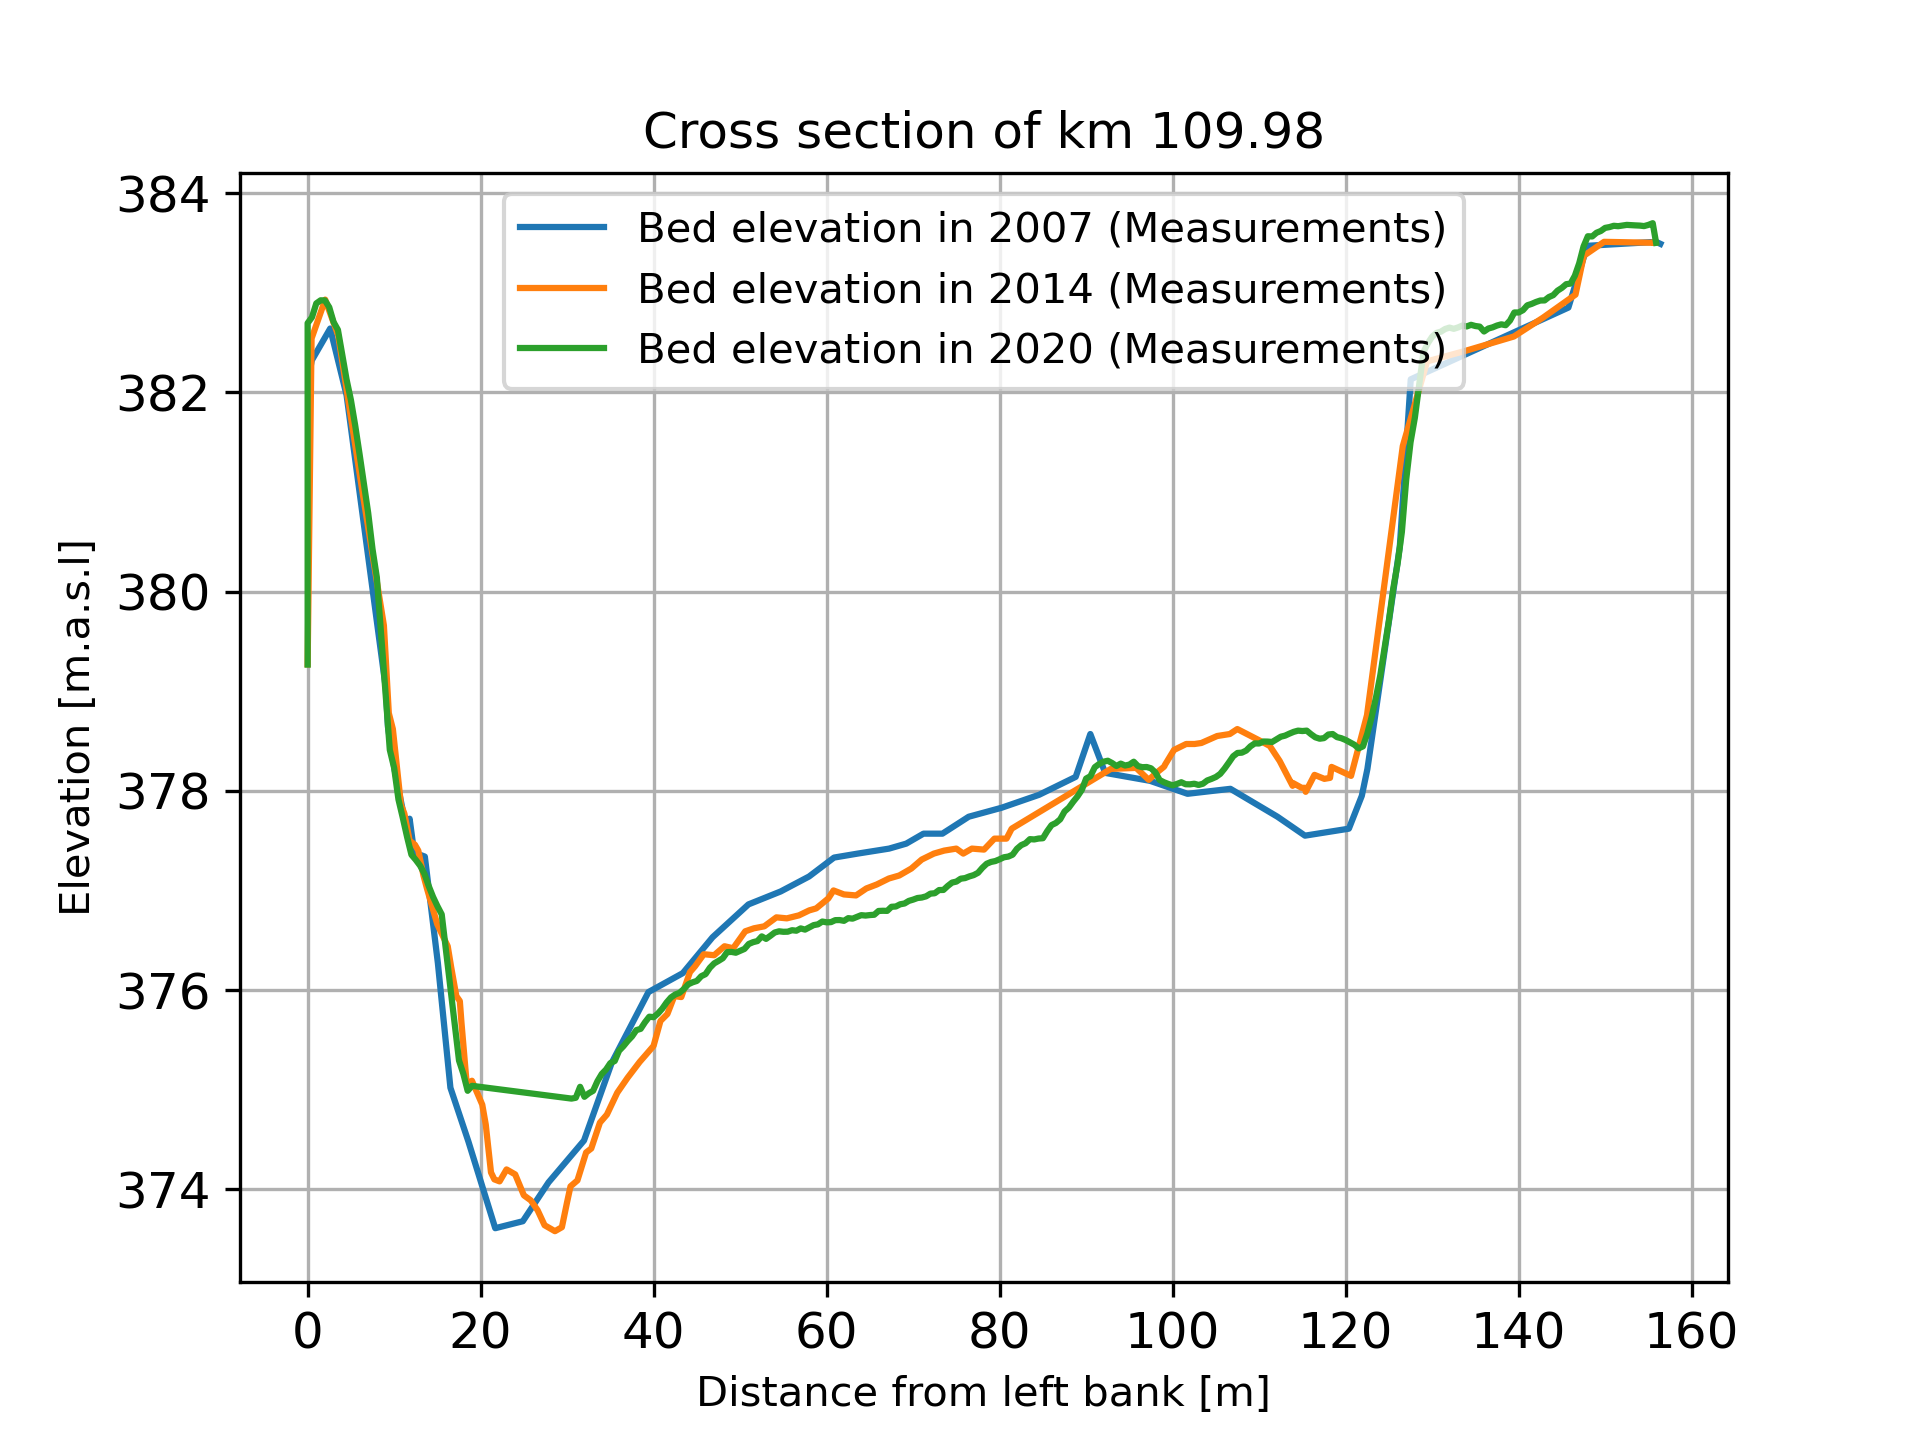 Cross section of km 109.98
Bed elevation in 2007 (Measurements)
Bed elevation in 2014 (Measurements)
Bed elevation in 2020 (Measurements)
Elevation [m.a.s.l]
384
382
380
378
376
374
0 20 40 60 80 100 120 140 160
Distance from left bank [m]